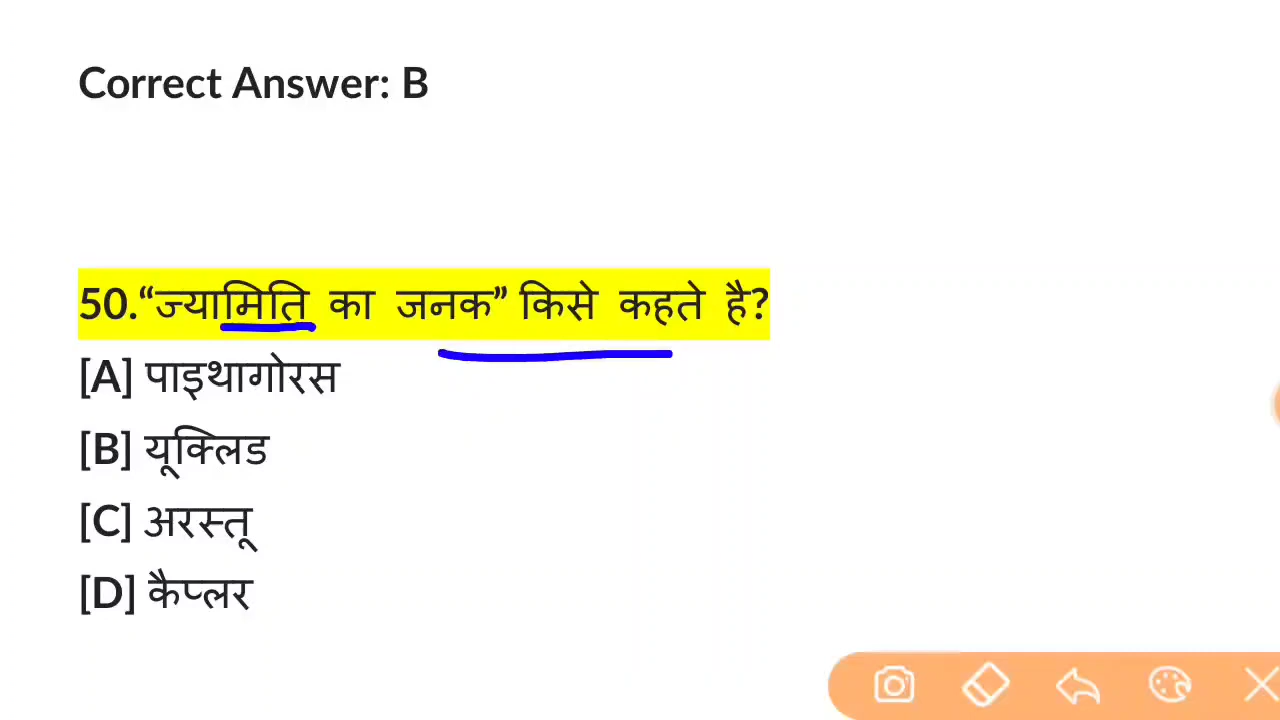 Correct Answer: B
50.“ज्यामिति का जनक” किसे कहते है?
[A] पाइथागोरस
[B] यूक्लिड
[C] अरस्तू
[D] कैप्लर